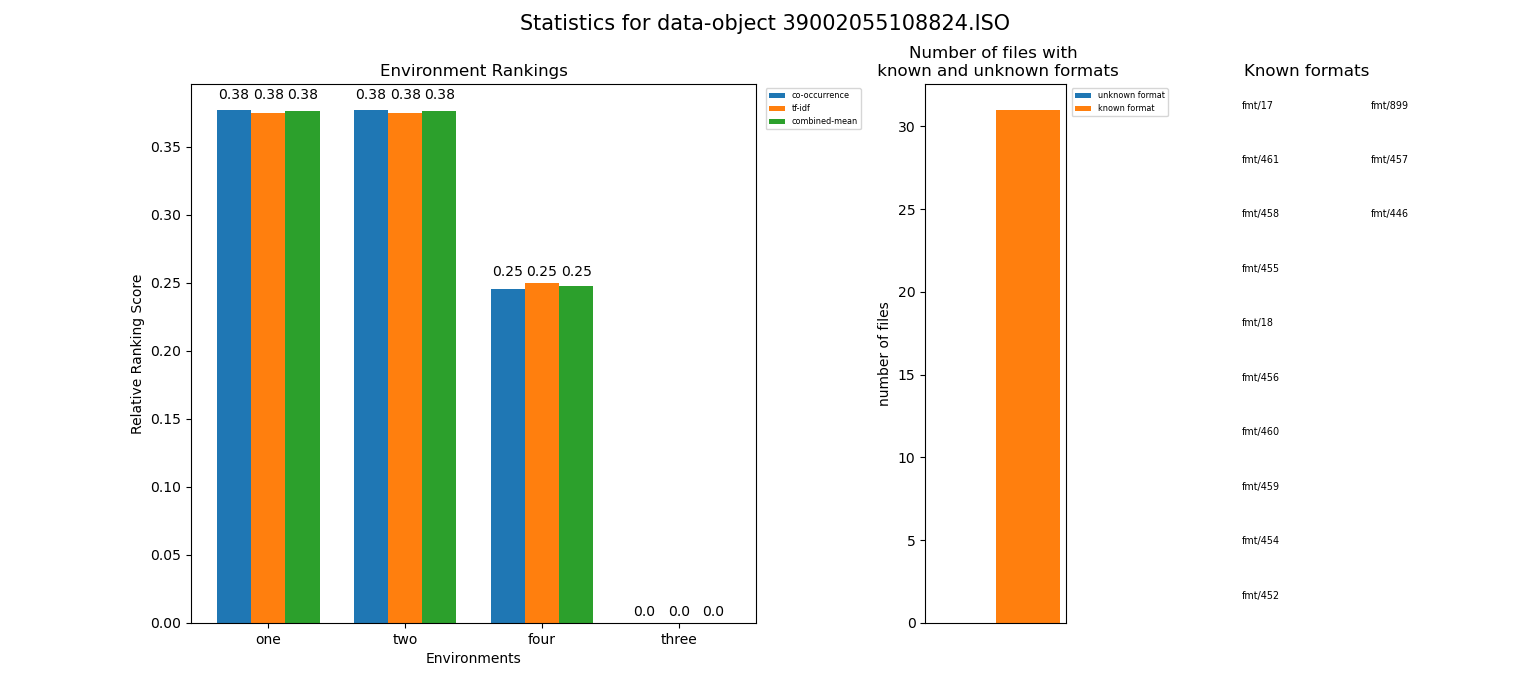 Statistics for data-object 39002055108824.ISO
Environment Rankings
0.38 0.38 0.38 0.38 0.38 0.38
0.25 0.25 0.25
0.0 0.0 0.0
0.35
0.30
0.25
0.20
0.15
0.10
0.05
0.00
Relative Ranking Score
one two four three
Environments
co-occurrence
tf-idf
combined-mean
Number of files with
known and unknown formats
30
25
20
15
10
5
0
number of files
unknown format
known format
Known formats
fmt/17 fmt/899
fmt/461 fmt/457
fmt/458 fmt/446
fmt/455
fmt/18
fmt/456
fmt/460
fmt/459
fmt/454
fmt/452